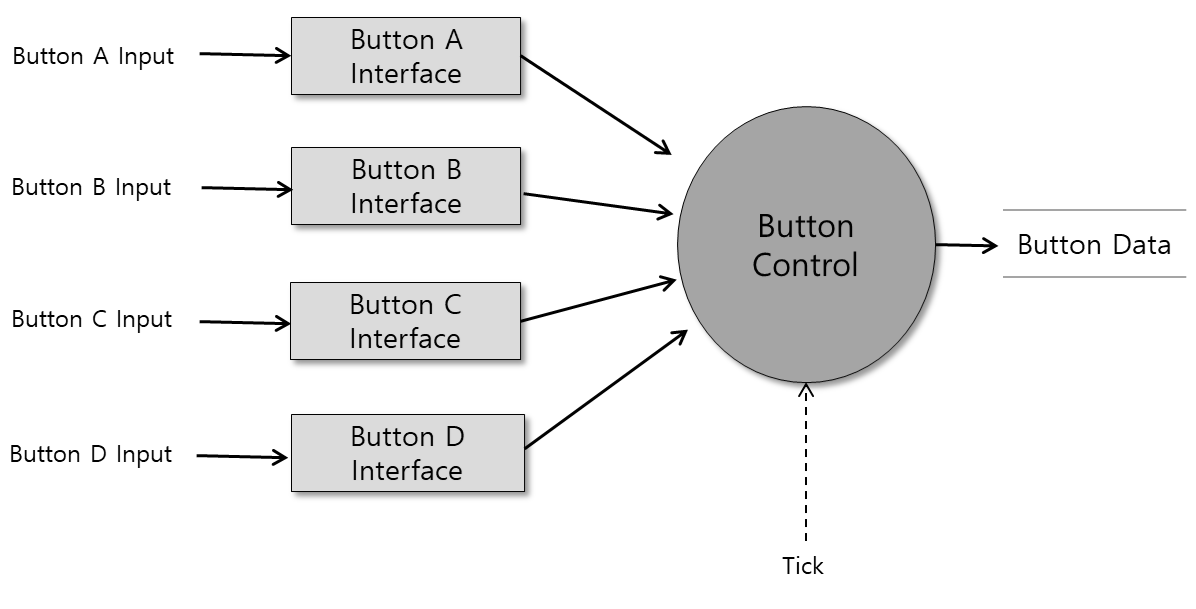 Button A Input
Button A
Interface
Button B Input
Button B
Interface
Button C Input
Button C
Interface
Button D Input
Button D
Interface
Button
Control
Button Data
Tick